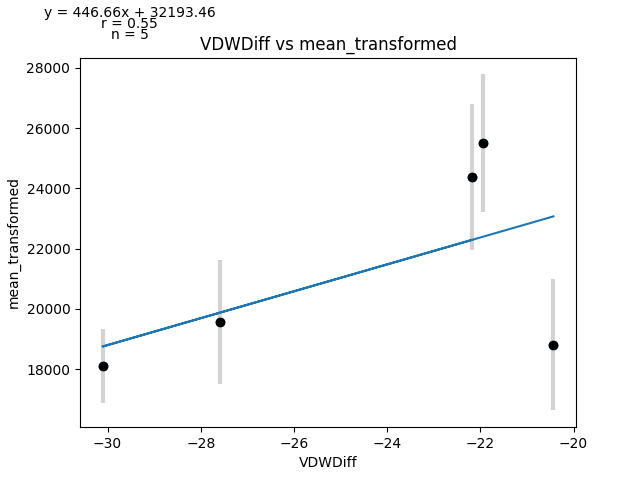 y = 446.66x + 32193.46
r = 0.55
n = 5
VDWDiff vs mean_transformed
28000
26000
24000
22000
20000
18000
mean_transformed
−30
−28
−26
−24
−22
−20
VDWDiff